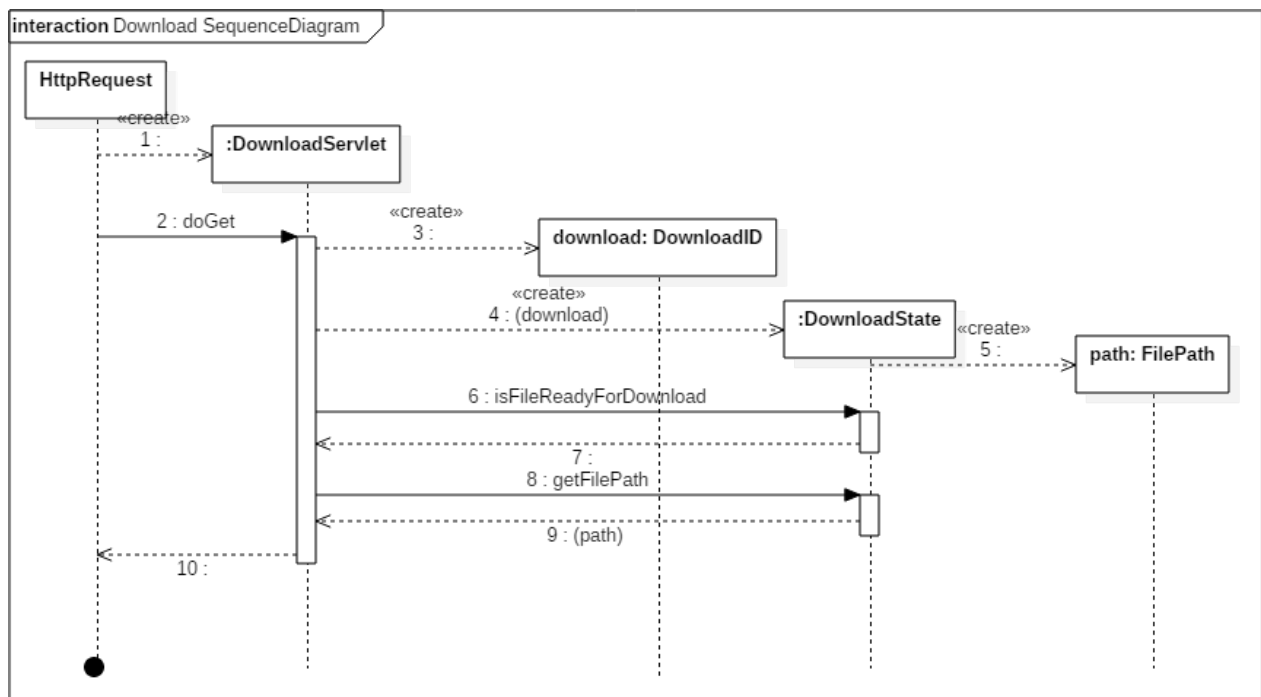 interaction Download SequenceDiagram
HttpRequest
«create»
1 :
:DownloadServlet
2 : doGet
«create»
3 :
download: DownloadID
«create»
4 : (download)
:DownloadState
«create»
5 :
path: FilePath
6 : isFileReadyForDownload
7 :
8 : getFilePath
9 : (path)
10 :